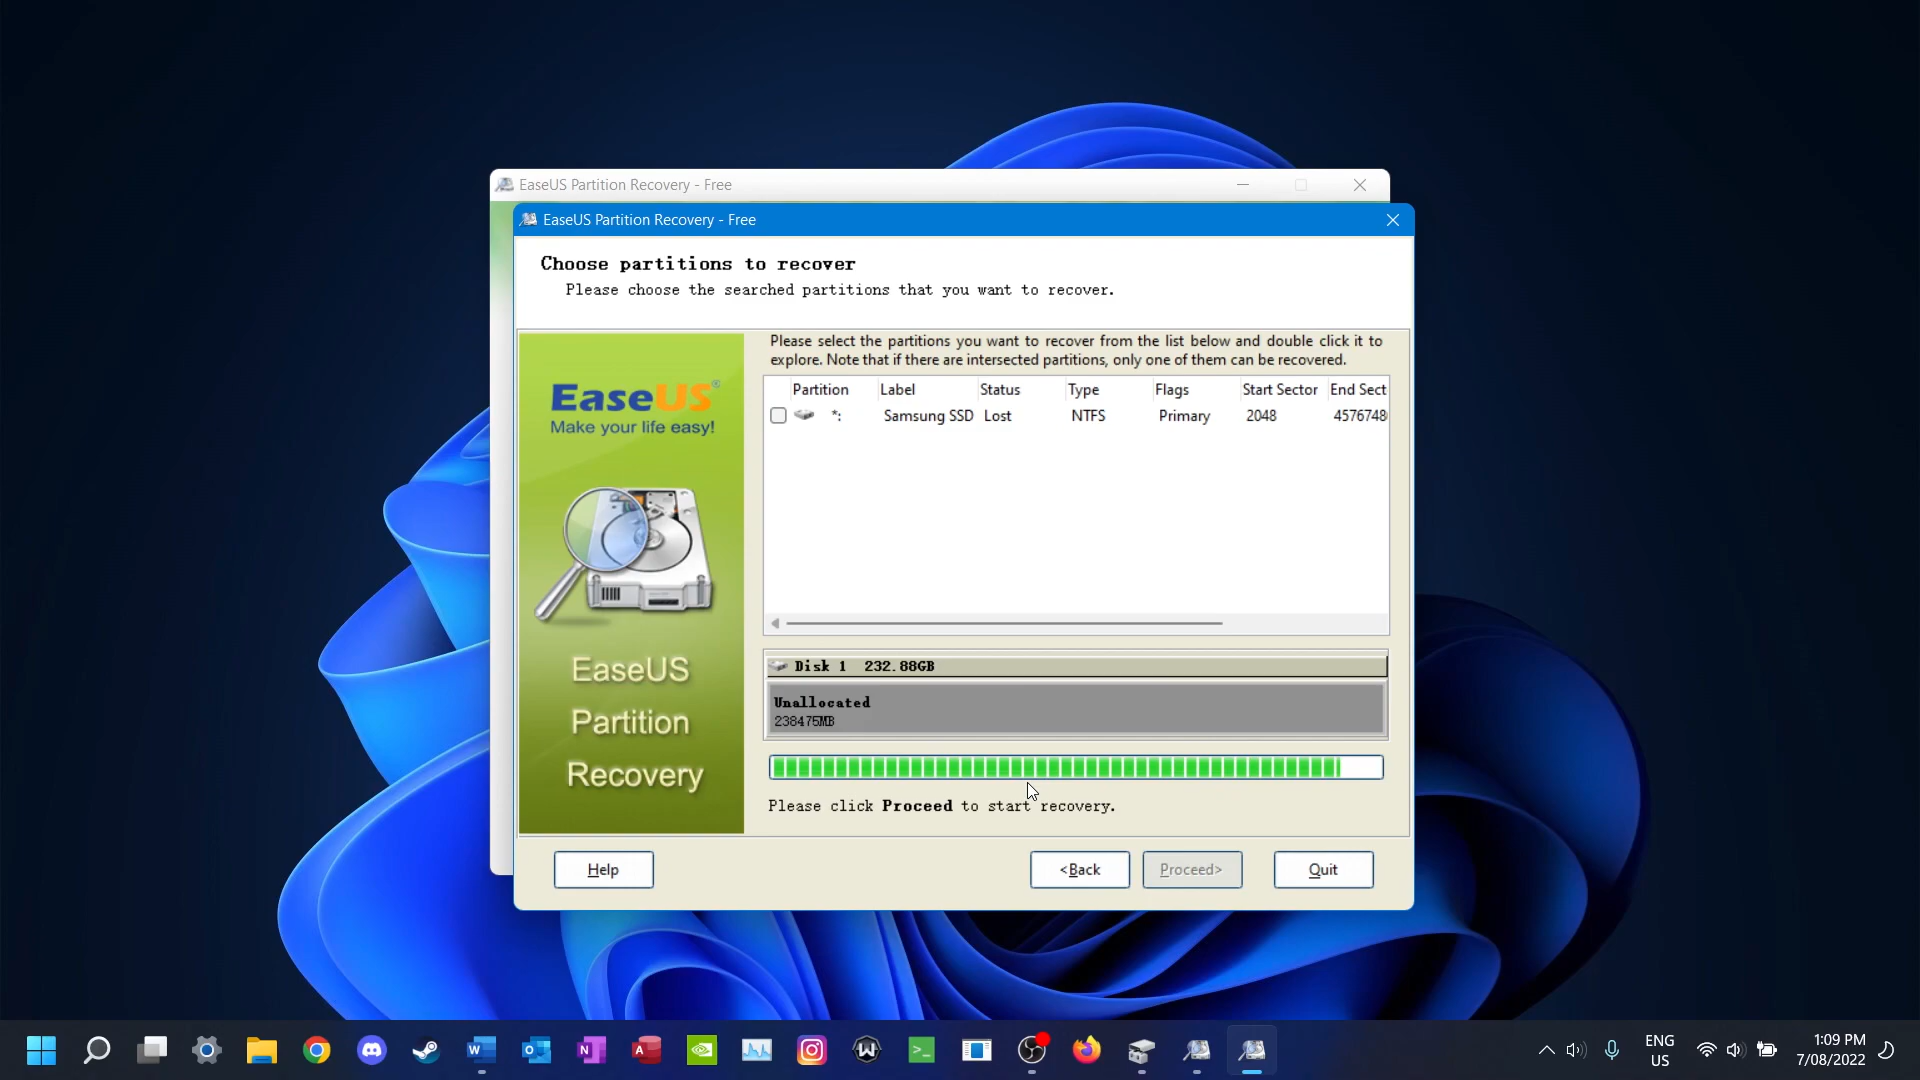 EaseUS Partition Recovery - Free
EaseUS Partition Recovery - Free
Choose partitions to recover
Please choose the searched partitions that you want to recover.
Please select the partitions you want to recover from the list below and double click it to
explore. Note that if there are intersected partitions, only one of them can be recovered.
Partition Label Status Type Flags Start Sector End Sect
*: Samsung SSD Lost NTFS Primary 2048 4576748
EaseUS®
Make your life easy!
EaseUS
Partition
Recovery
Disk 1 232.88GB
Unallocated
238475MB
Please click Proceed to start recovery.
Help
<Back
Proceed>
Quit
ENG
US
1:09 PM
7/08/2022